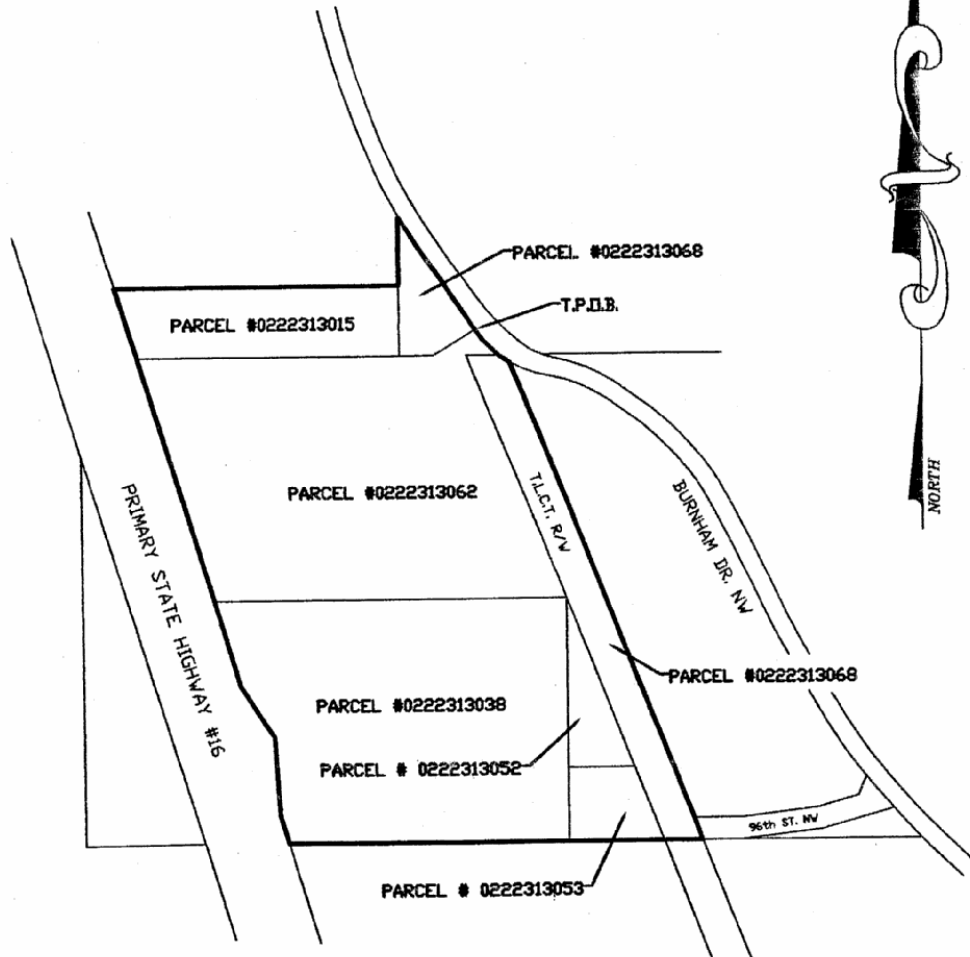 PARCEL #0222313068
T.P.O.B.
PARCEL #0222313015
PARCEL #0222313062
T.L.C.T. R/W
BURNHAM DR. NW
NORTH
PRIMARY STATE HIGHWAY #16
PARCEL #0222313068
PARCEL #0222313038
PARCEL # 0222313052
96th ST. NW
PARCEL # 0222313053